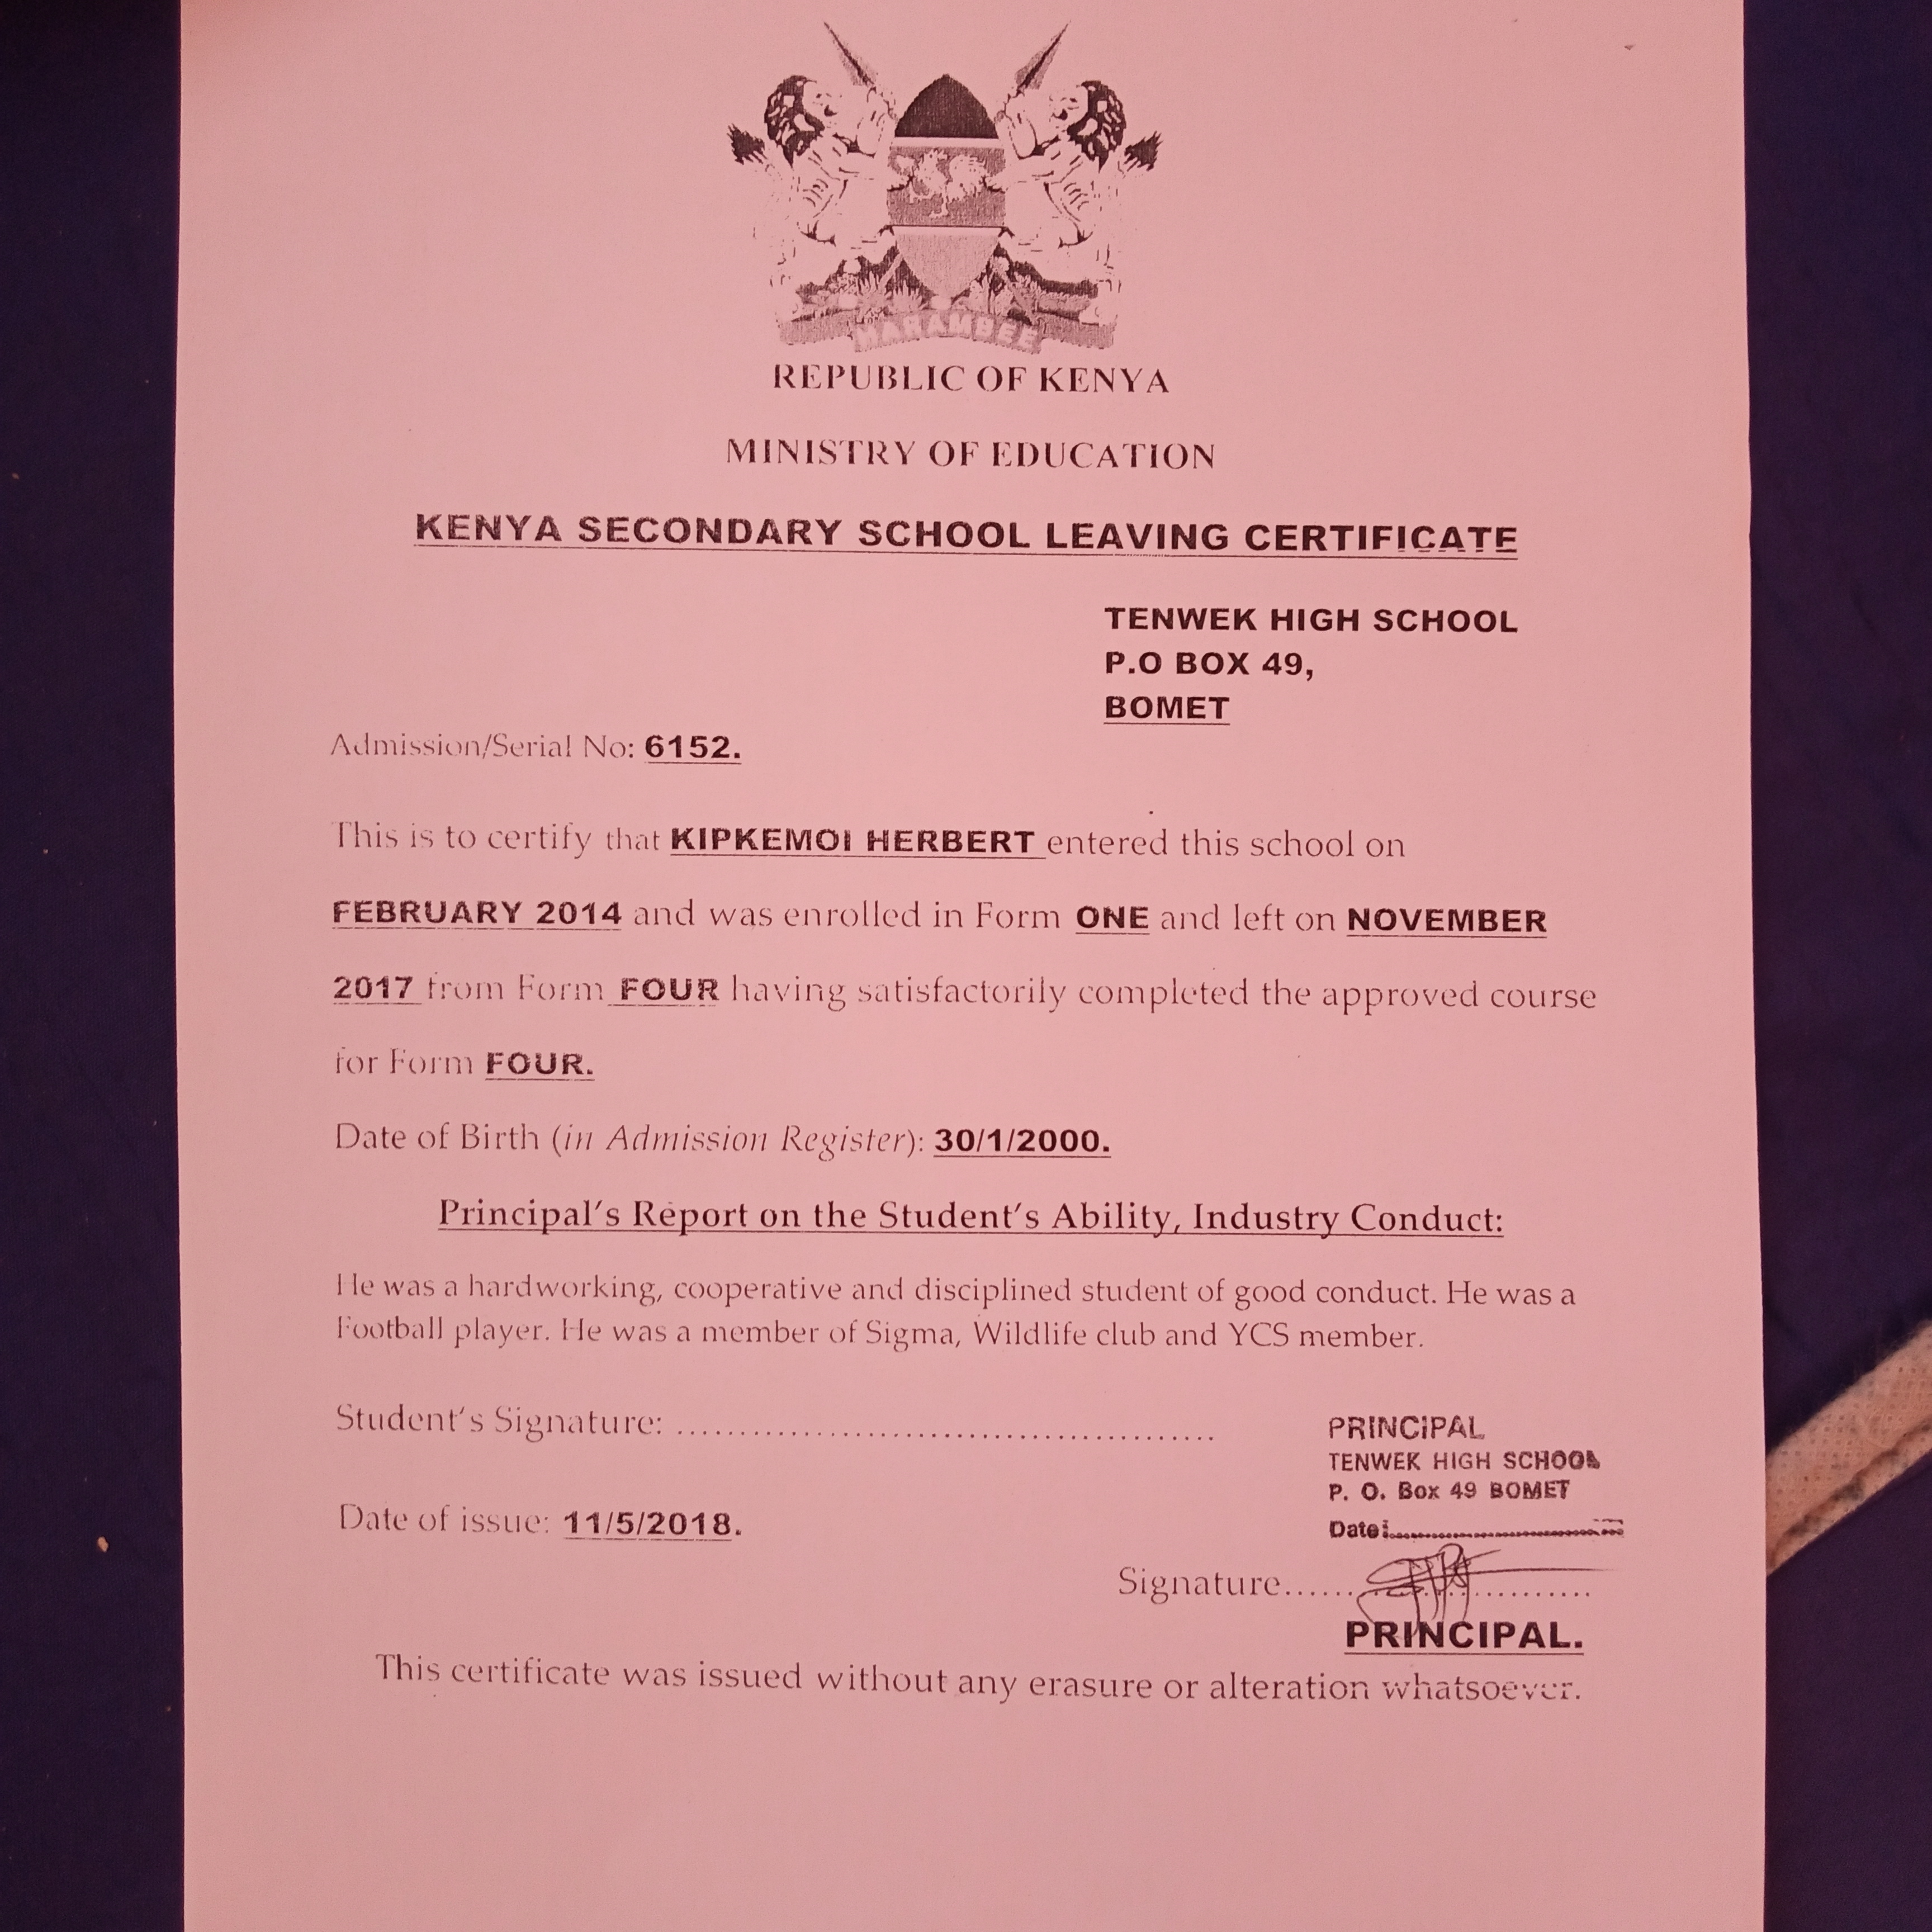 HARAMBEE
REPUBLIC OF KENYA
MINISTRY OF EDUCATION
KENYA SECONDARY SCHOOL LEAVING CERTIFICATE
TENWEK HIGH SCHOOL
P.O BOX 49,
BOMET
Admission/Serial No: 6152.
This is to certify that KIPKEMOI HERBERT entered this school on
FEBRUARY 2014 and was enrolled in Form ONE and left on NOVEMBER
2017 from Form FOUR having satisfactorily completed the approved course
for Form FOUR.
Date of Birth (in Admission Register): 30/1/2000.
Principal's Report on the Student's Ability, Industry Conduct:
He was a hardworking, cooperative and disciplined student of good conduct. He was a
Football player. He was a member of Sigma, Wildlife club and YCS member.
Student's Signature: ............................................
PRINCIPAL
TENWEK HIGH SCHOOL
P. O. Box 49 BOMET
Date:.......................................
Date of issue: 11/5/2018.
Signature..............................
PRINCIPAL.
This certificate was issued without any erasure or alteration whatsoever.